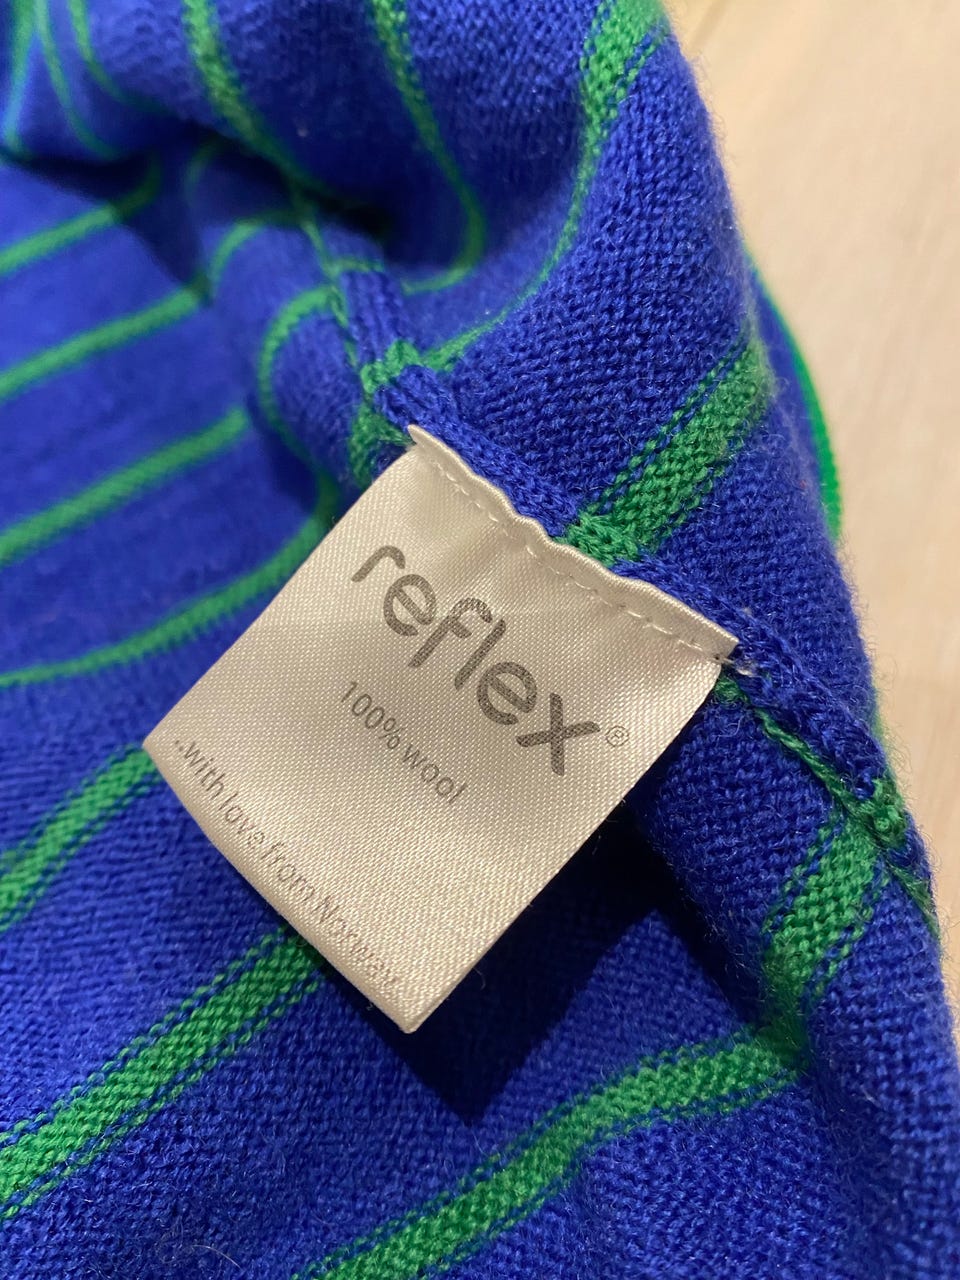 reflex®
100% wool
..with love from Norway..